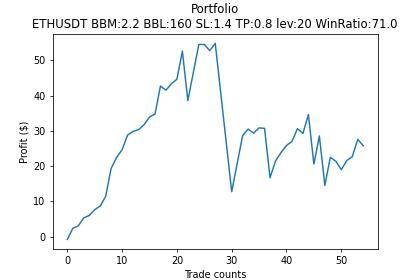 Portfolio
ETHUSDT BBM:2.2 BBL:160 SL:1.4 TP:0.8 lev:20 WinRatio:71.0
Profit ($)
50
40
30
20
10
0
0 10 20 30 40 50
Trade counts